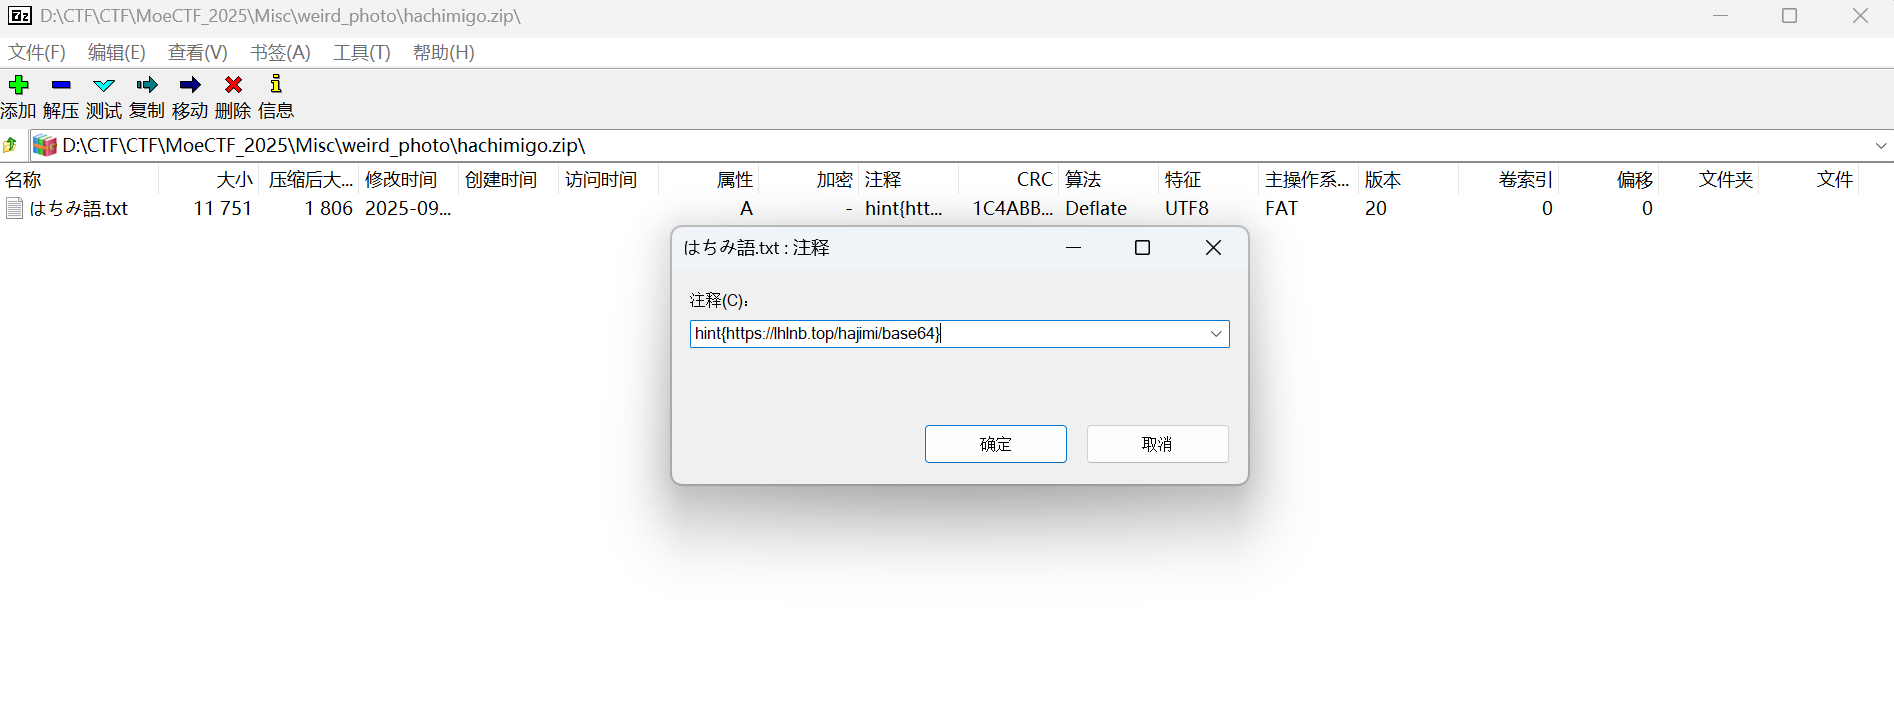 D:\CTF\CTF\MoeCTF_2025\Misc\weird_photo\hachimigo.zip\
文件(F) 编辑(E) 查看(V) 书签(A) 工具(T) 帮助(H)
添加 解压 测试 复制 移动 删除 信息
D:\CTF\CTF\MoeCTF_2025\Misc\weird_photo\hachimigo.zip\
名称 大小 压缩后大... 修改时间 创建时间 访问时间 属性 加密 注释 CRC 算法 特征 主操作系... 版本 卷索引 偏移 文件夹 文件
はちみ語.txt 11 751 1 806 2025-09... A - hint{htt... 1C4ABB... Deflate UTF8 FAT 20 0 0
はちみ語.txt : 注释
注释(C):
hint{https://lhlnb.top/hajimi/base64}
确定 取消